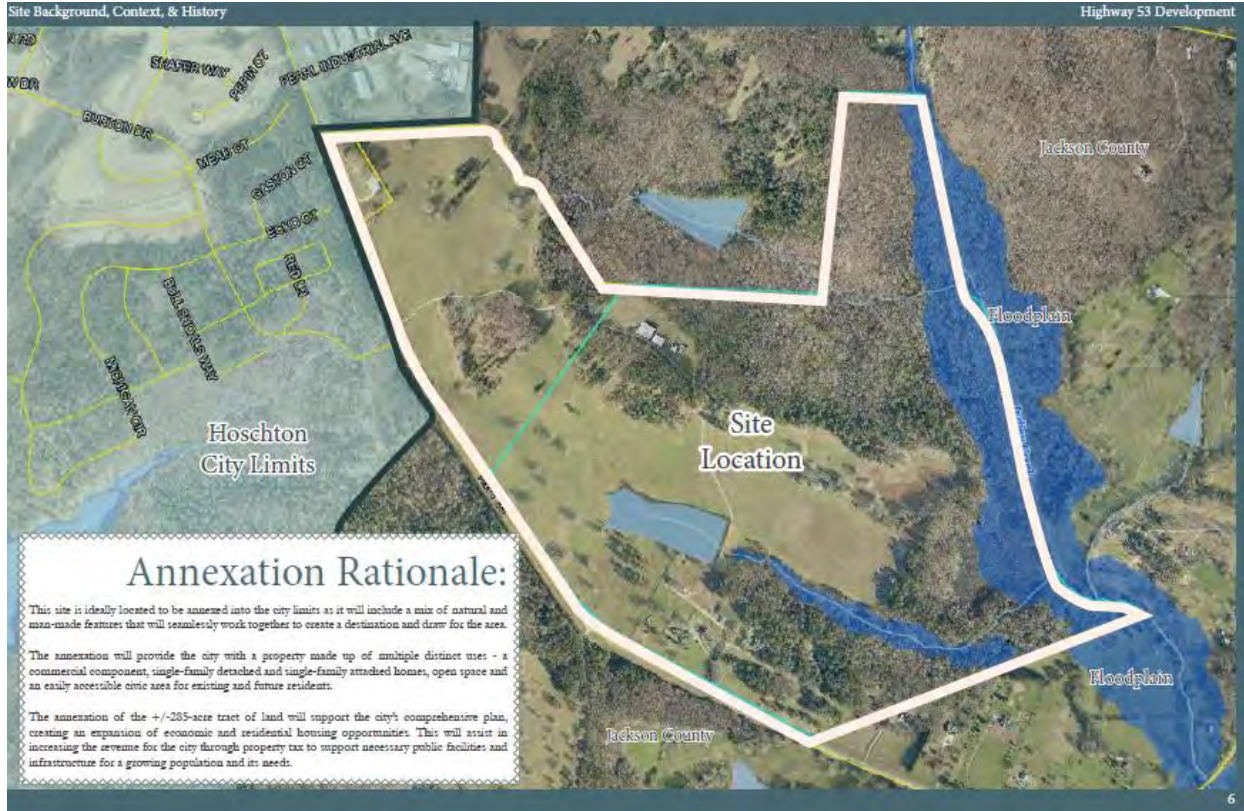 Site Background, Context, & History
Highway 53 Development
SHAFER WAY
PEPIN CT
PEARL INDUSTRIAL AVE
W DR
BURTON DR
MEAD CT
GASTON CT
ECHO CT
RED LN
BULL SHOALS WAY
MICHIGAN CIR
Jackson County
Floodplain
Hoschton
City Limits
Site
Location
Annexation Rationale:
This site is ideally located to be annexed into the city limits as it will include a mix of natural and
man-made features that will seamlessly work together to create a destination and draw for the area.
The annexation will provide the city with a property made up of multiple distinct uses - a
commercial component, single-family detached and single-family attached homes, open space and
an easily accessible civic area for existing and future residents.
The annexation of the +/-285-acre tract of land will support the city's comprehensive plan,
creating an expansion of economic and residential housing opportunities. This will assist in
increasing the revenue for the city through property tax to support necessary public facilities and
infrastructure for a growing population and its needs.
Floodplain
Jackson County
6